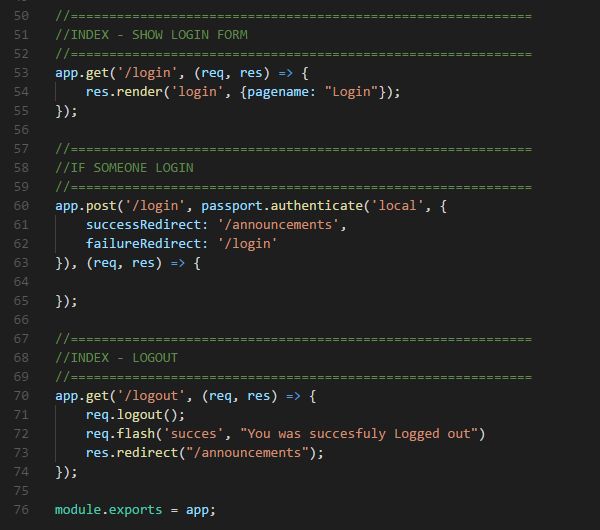 50 //============================================================
51 //INDEX - SHOW LOGIN FORM
52 //============================================================
53 app.get('/login', (req, res) => {
54     res.render('login', {pagename: "Login"});
55 });
56
57 //============================================================
58 //IF SOMEONE LOGIN
59 //============================================================
60 app.post('/login', passport.authenticate('local', {
61     successRedirect: '/announcements',
62     failureRedirect: '/login'
63 }), (req, res) => {
64
65 });
66
67 //============================================================
68 //INDEX - LOGOUT
69 //============================================================
70 app.get('/logout', (req, res) => {
71     req.logout();
72     req.flash('succes', "You was succesfuly Logged out")
73     res.redirect("/announcements");
74 });
75
76 module.exports = app;